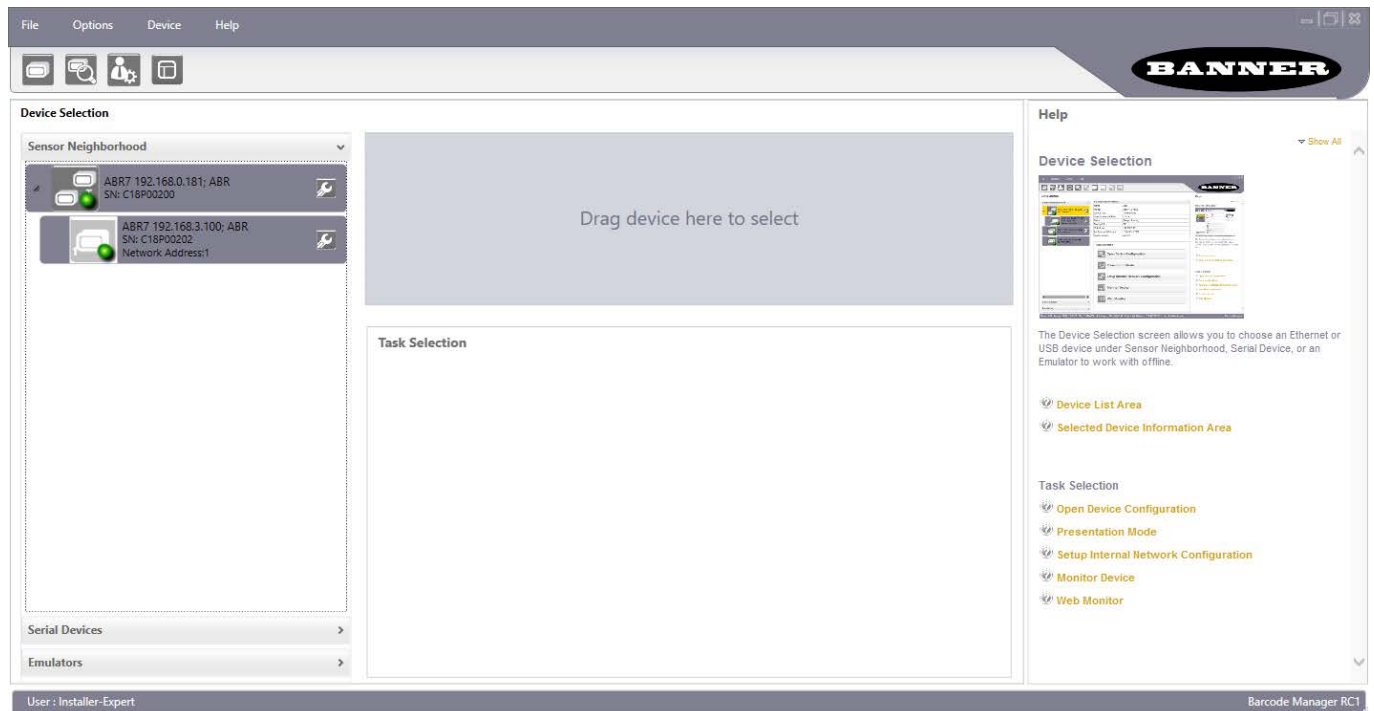 File Options Device Help
BANNER
Device Selection
Sensor Neighborhood
ABR7 192.168.0.181; ABR
SN: C18P00200
ABR7 192.168.3.100; ABR
SN: C18P00202
Network Address:1
Serial Devices
Emulators
Drag device here to select
Task Selection
Help
Show All
Device Selection
The Device Selection screen allows you to choose an Ethernet or
USB device under Sensor Neighborhood, Serial Device, or an
Emulator to work with offline.
Device List Area
Selected Device Information Area
Task Selection
Open Device Configuration
Presentation Mode
Setup Internal Network Configuration
Monitor Device
Web Monitor
User : Installer-Expert
Barcode Manager RC1